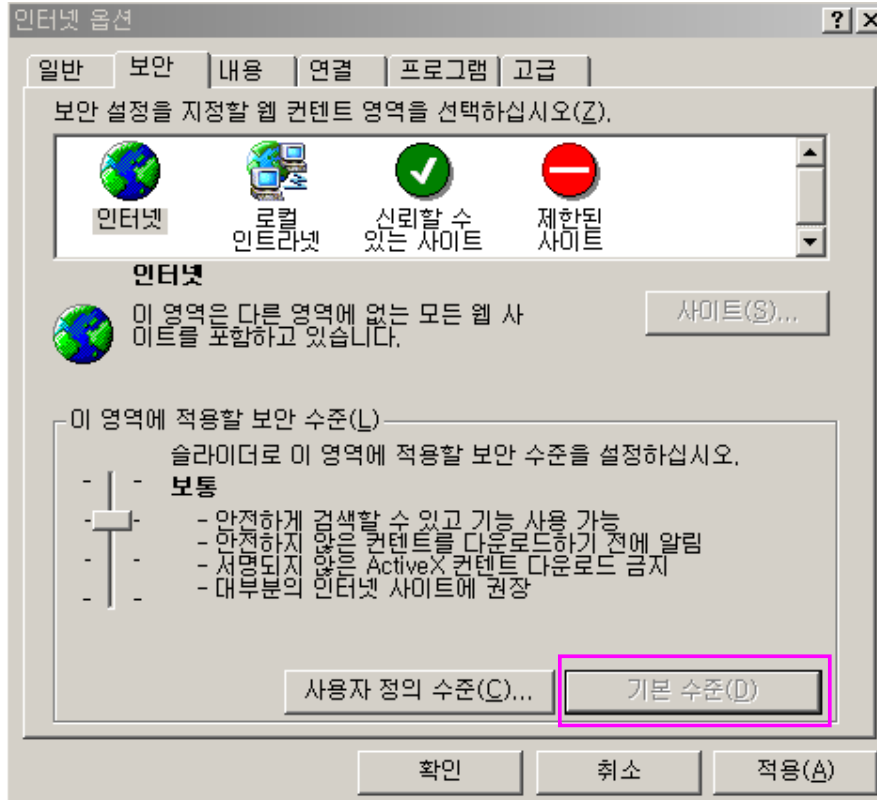 인터넷 옵션
일반 보안 내용 연결 프로그램 고급
보안 설정을 지정할 웹 컨텐트 영역을 선택하십시오(Z).
인터넷
로컬
인트라넷
신뢰할 수
있는 사이트
제한된
사이트
인터넷
이 영역은 다른 영역에 없는 모든 웹 사
이트를 포함하고 있습니다.
사이트(S)...
이 영역에 적용할 보안 수준(L)
슬라이더로 이 영역에 적용할 보안 수준을 설정하십시오.
보통
- 안전하게 검색할 수 있고 기능 사용 가능
- 안전하지 않은 컨텐트를 다운로드하기 전에 알림
- 서명되지 않은 ActiveX 컨텐트 다운로드 금지
- 대부분의 인터넷 사이트에 권장
사용자 정의 수준(C)... 기본 수준(D)
확인 취소 적용(A)